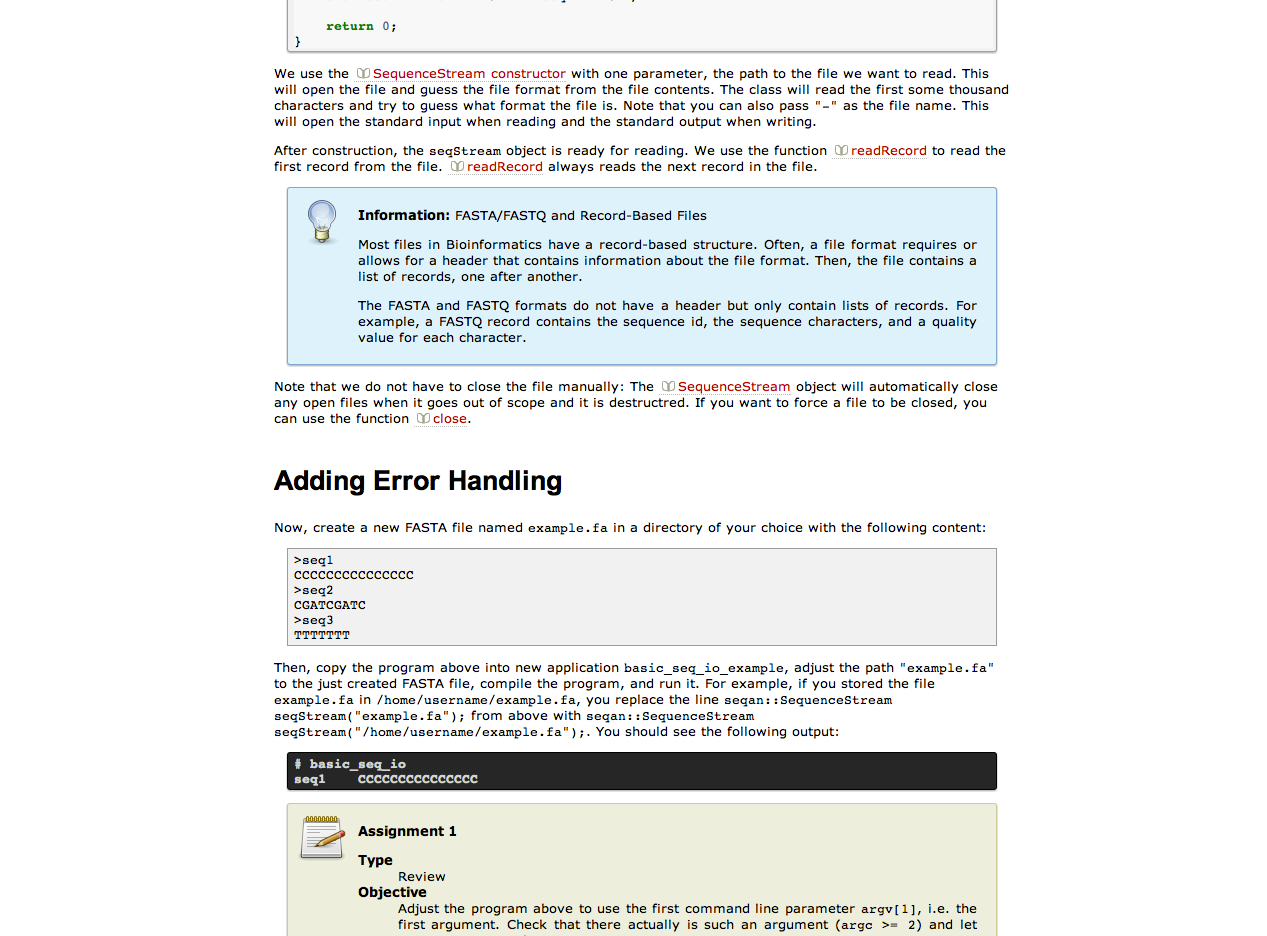 return 0;
}
We use the SequenceStream constructor with one parameter, the path to the file we want to read. This
will open the file and guess the file format from the file contents. The class will read the first some thousand
characters and try to guess what format the file is. Note that you can also pass "-" as the file name. This
will open the standard input when reading and the standard output when writing.
After construction, the seqStream object is ready for reading. We use the function readRecord to read the
first record from the file. readRecord always reads the next record in the file.
Information: FASTA/FASTQ and Record-Based Files
Most files in Bioinformatics have a record-based structure. Often, a file format requires or
allows for a header that contains information about the file format. Then, the file contains a
list of records, one after another.
The FASTA and FASTQ formats do not have a header but only contain lists of records. For
example, a FASTQ record contains the sequence id, the sequence characters, and a quality
value for each character.
Note that we do not have to close the file manually: The SequenceStream object will automatically close
any open files when it goes out of scope and it is destructred. If you want to force a file to be closed, you
can use the function close.
Adding Error Handling
Now, create a new FASTA file named example.fa in a directory of your choice with the following content:
>seq1
CCCCCCCCCCCCCCC
>seq2
CGATCGATC
>seq3
TTTTTTT
Then, copy the program above into new application basic_seq_io_example, adjust the path "example.fa"
to the just created FASTA file, compile the program, and run it. For example, if you stored the file
example.fa in /home/username/example.fa, you replace the line seqan::SequenceStream
seqStream("example.fa"); from above with seqan::SequenceStream
seqStream("/home/username/example.fa");. You should see the following output:
# basic_seq_io
seq1    CCCCCCCCCCCCCCC
Assignment 1
Type
Review
Objective
Adjust the program above to use the first command line parameter argv[1], i.e. the
first argument. Check that there actually is such an argument (argc >= 2) and let